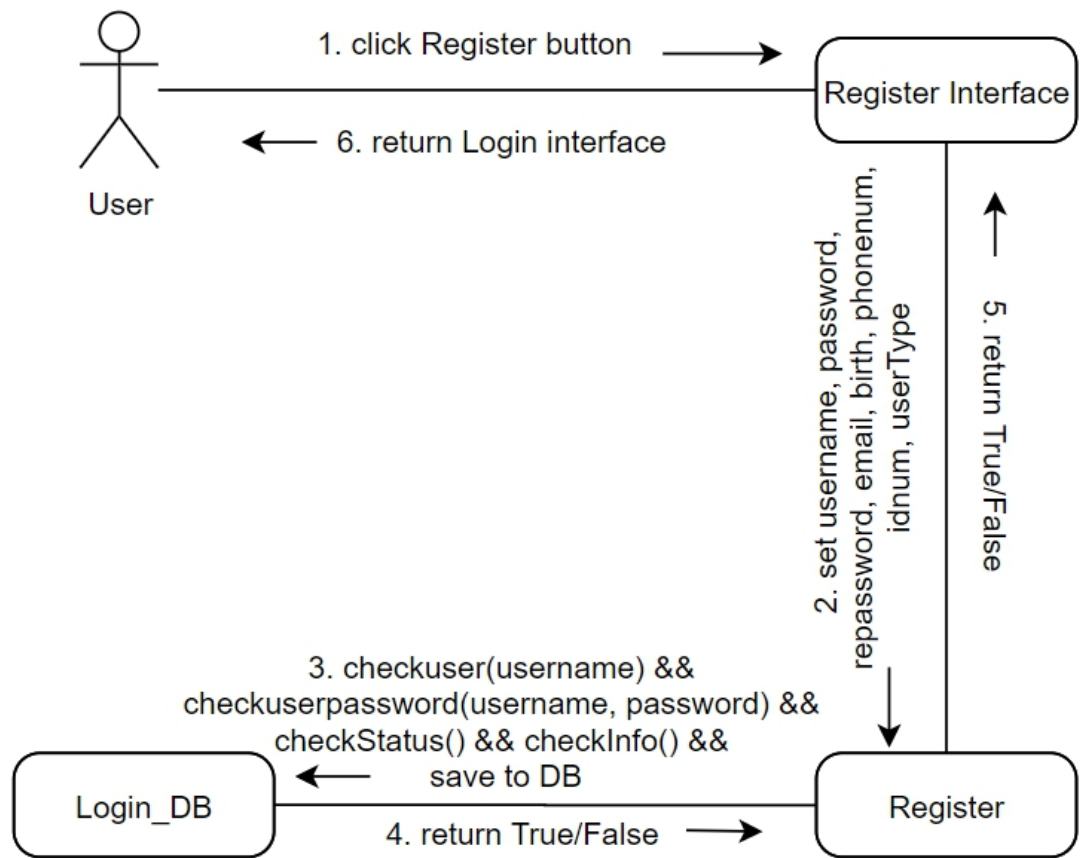 1. click Register button
Register Interface
6. return Login interface
User
2. set username, password,
repassword, email, birth, phonenum,
idnum, userType
5. return True/False
3. checkuser(username) &&
checkuserpassword(username, password) &&
checkStatus() && checkInfo() &&
save to DB
Login_DB
Register
4. return True/False